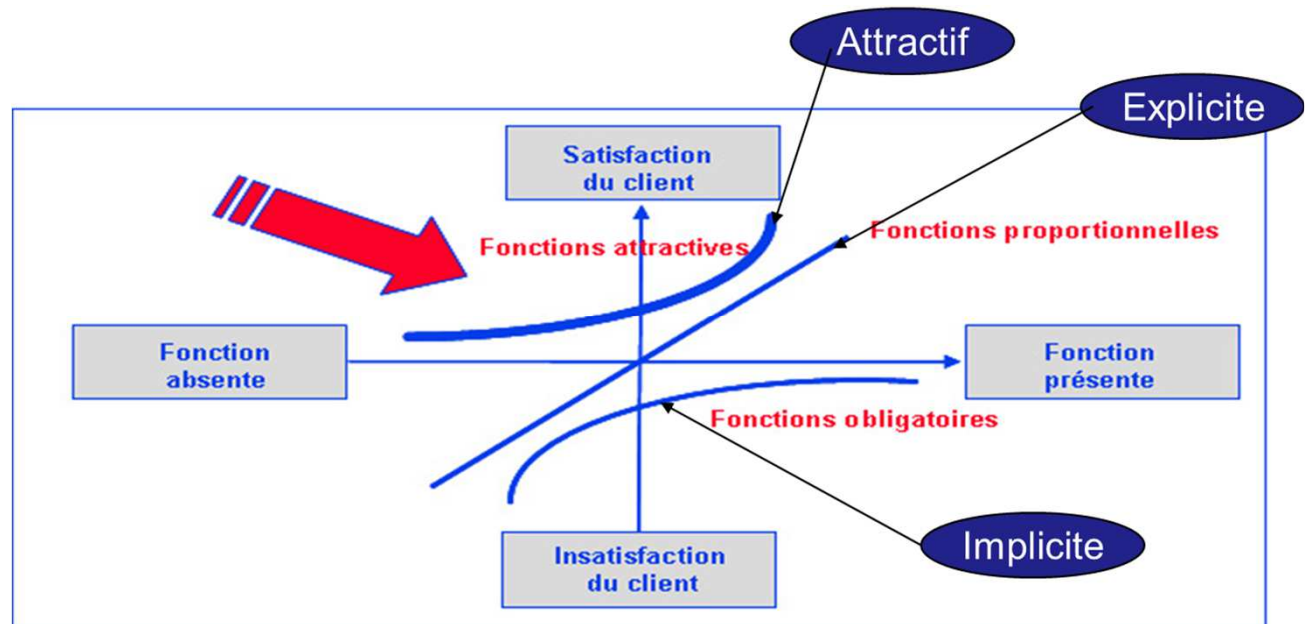 Attractif
Explicite
Satisfaction
du client
Fonctions attractives
Fonctions proportionnelles
Fonction
absente
Fonction
présente
Fonctions obligatoires
Insatisfaction
du client
Implicite